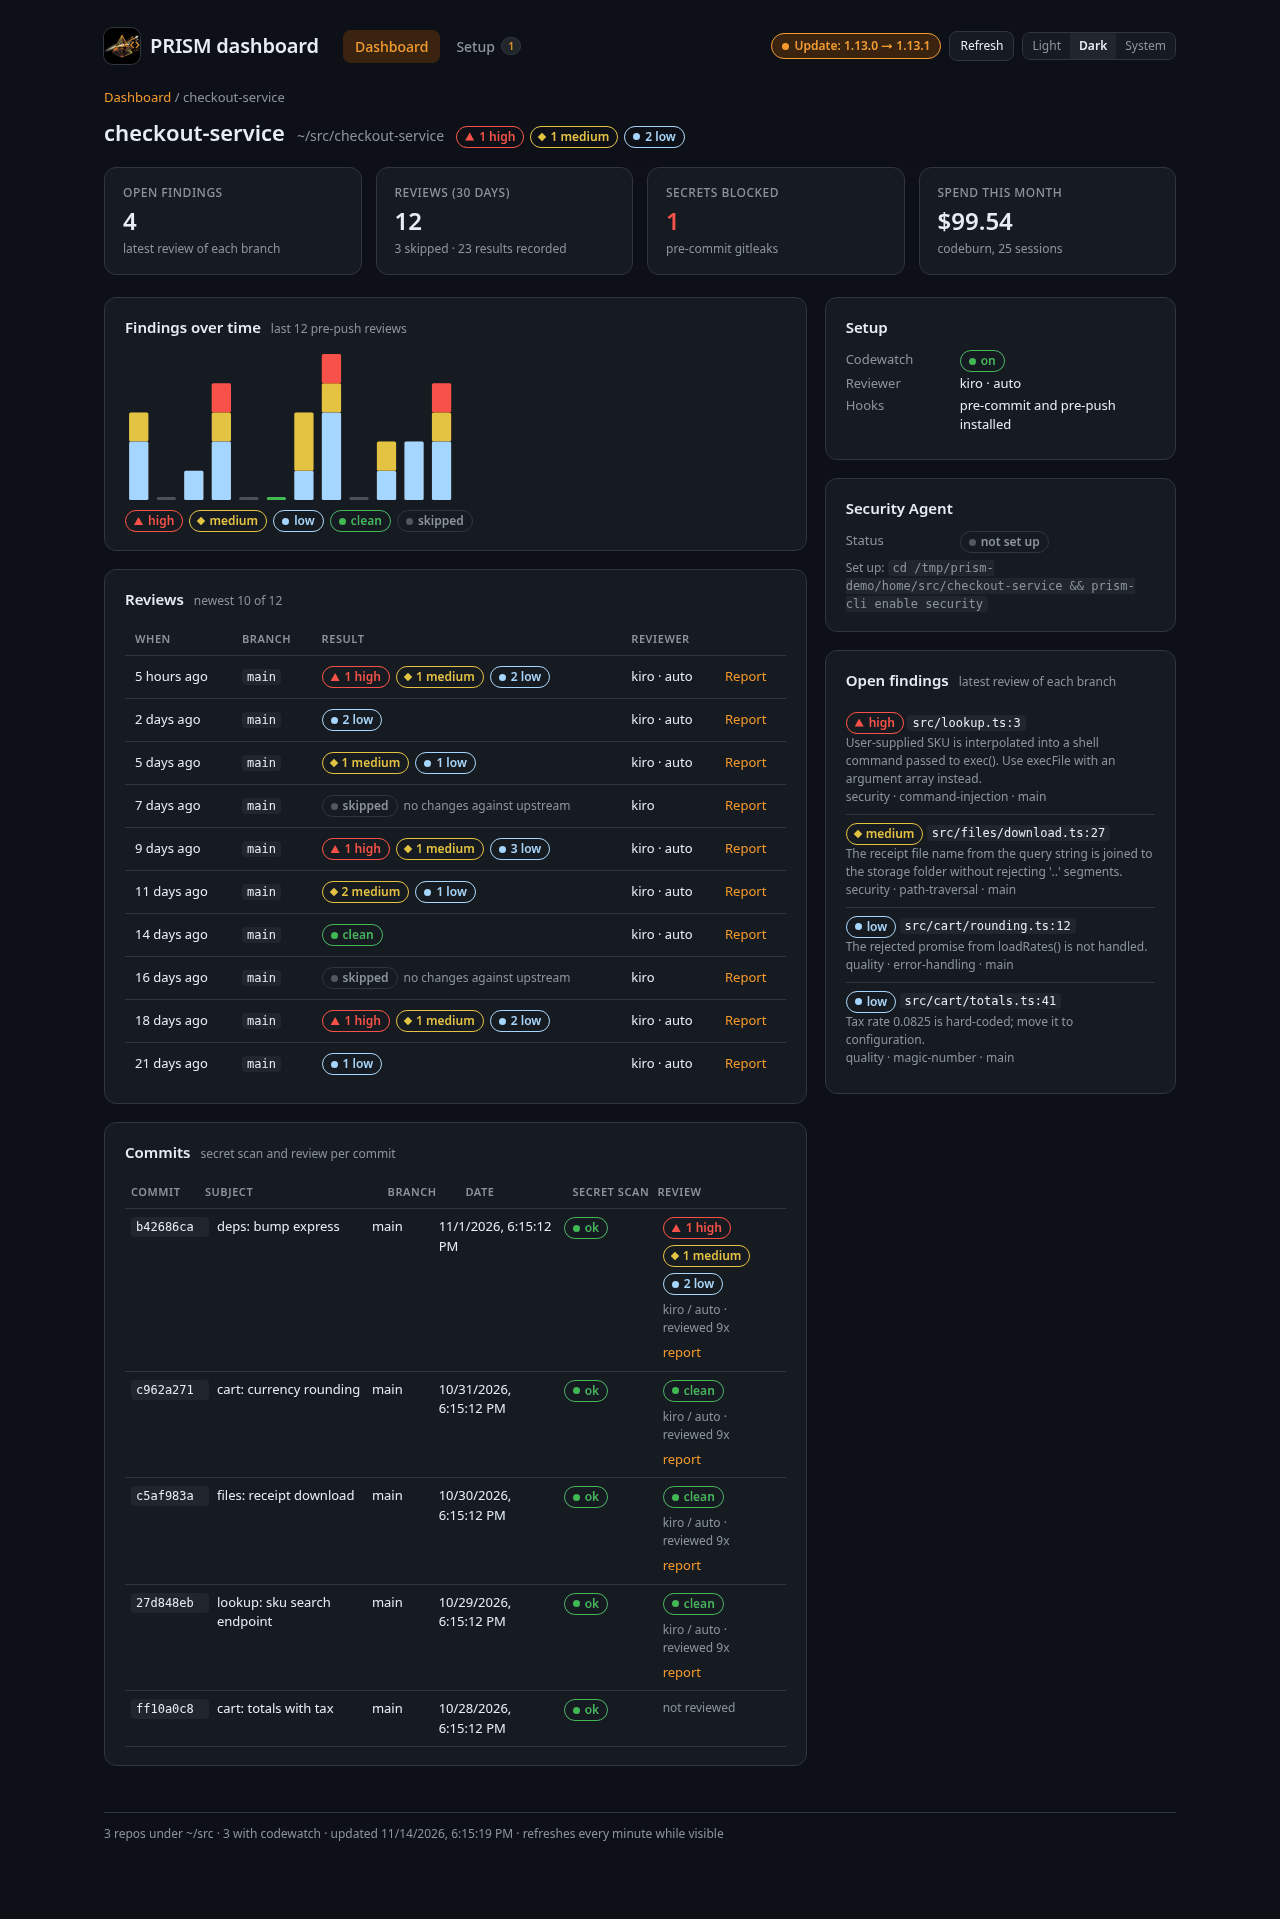 PRISM dashboard
Dashboard
Setup 1
Update: 1.13.0 → 1.13.1
Refresh
Light Dark System
Dashboard / checkout-service
checkout-service ~/src/checkout-service 1 high 1 medium 2 low
OPEN FINDINGS
4
latest review of each branch
REVIEWS (30 DAYS)
12
3 skipped · 23 results recorded
SECRETS BLOCKED
1
pre-commit gitleaks
SPEND THIS MONTH
$99.54
codeburn, 25 sessions
Findings over time last 12 pre-push reviews
high medium low clean skipped
Reviews newest 10 of 12
WHEN BRANCH RESULT REVIEWER
5 hours ago main 1 high 1 medium 2 low kiro · auto Report
2 days ago main 2 low kiro · auto Report
5 days ago main 1 medium 1 low kiro · auto Report
7 days ago main skipped no changes against upstream kiro Report
9 days ago main 1 high 1 medium 3 low kiro · auto Report
11 days ago main 2 medium 1 low kiro · auto Report
14 days ago main clean kiro · auto Report
16 days ago main skipped no changes against upstream kiro Report
18 days ago main 1 high 1 medium 2 low kiro · auto Report
21 days ago main 1 low kiro · auto Report
Commits secret scan and review per commit
COMMIT SUBJECT BRANCH DATE SECRET SCAN REVIEW
b42686ca deps: bump express main 11/1/2026, 6:15:12 ok 1 high
PM
1 medium
2 low
kiro / auto ·
reviewed 9x
report
c962a271 cart: currency rounding main 10/31/2026, ok clean
6:15:12 PM
kiro / auto ·
reviewed 9x
report
c5af983a files: receipt download main 10/30/2026, ok clean
6:15:12 PM
kiro / auto ·
reviewed 9x
report
27d848eb lookup: sku search main 10/29/2026, ok clean
endpoint 6:15:12 PM
kiro / auto ·
reviewed 9x
report
ff10a0c8 cart: totals with tax main 10/28/2026, ok not reviewed
6:15:12 PM
Setup
Codewatch on
Reviewer kiro · auto
Hooks pre-commit and pre-push
installed
Security Agent
Status not set up
Set up: cd /tmp/prism-
demo/home/src/checkout-service && prism-
cli enable security
Open findings latest review of each branch
high src/lookup.ts:3
User-supplied SKU is interpolated into a shell
command passed to exec(). Use execFile with an
argument array instead.
security · command-injection · main
medium src/files/download.ts:27
The receipt file name from the query string is joined to
the storage folder without rejecting '..' segments.
security · path-traversal · main
low src/cart/rounding.ts:12
The rejected promise from loadRates() is not handled.
quality · error-handling · main
low src/cart/totals.ts:41
Tax rate 0.0825 is hard-coded; move it to
configuration.
quality · magic-number · main
3 repos under ~/src · 3 with codewatch · updated 11/14/2026, 6:15:19 PM · refreshes every minute while visible